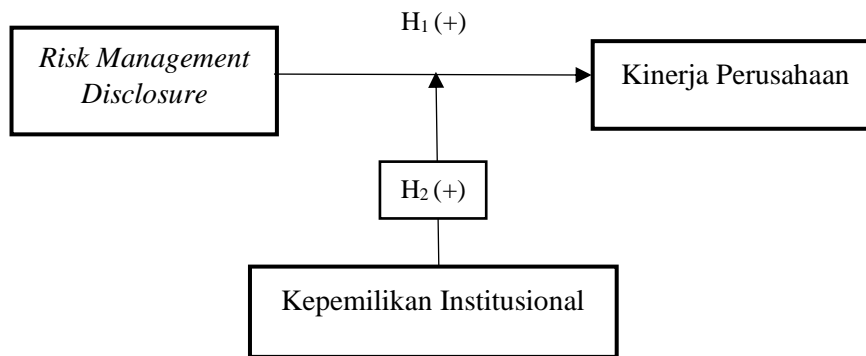 H₁ (+)
Risk Management
Disclosure
Kinerja Perusahaan
H₂ (+)
Kepemilikan Institusional